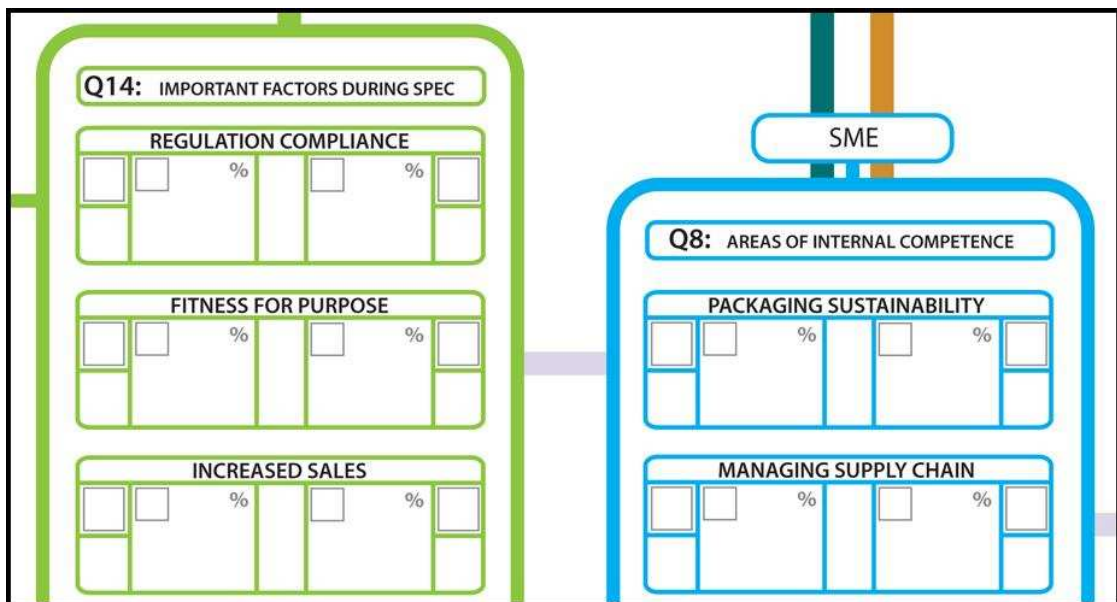 Q14: IMPORTANT FACTORS DURING SPEC
REGULATION COMPLIANCE
% %
FITNESS FOR PURPOSE
% %
INCREASED SALES
% %
SME
Q8: AREAS OF INTERNAL COMPETENCE
PACKAGING SUSTAINABILITY
% %
MANAGING SUPPLY CHAIN
% %